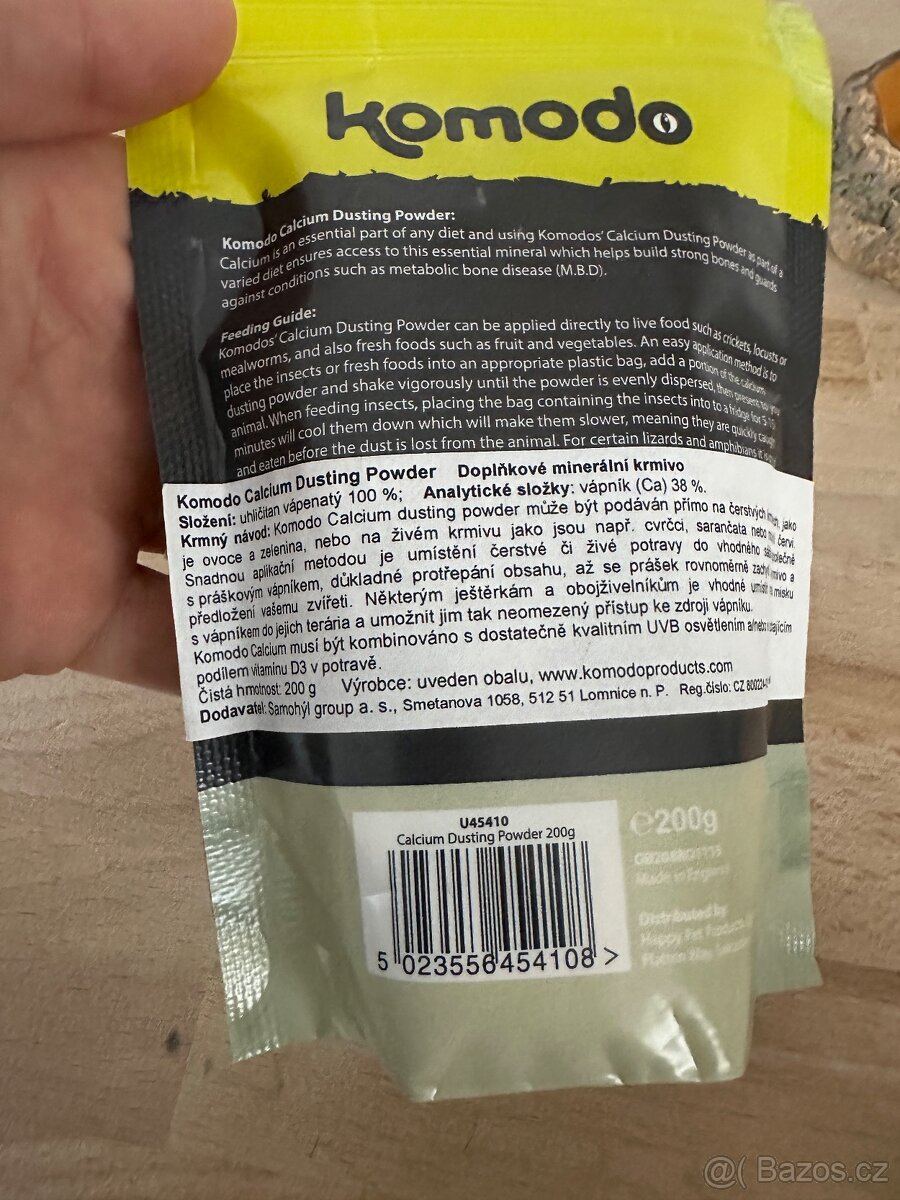 komodo
Komodo Calcium Dusting Powder:
Calcium is an essential part of any diet and using Komodos' Calcium Dusting Powder as part of a
varied diet ensures access to this essential mineral which helps build strong bones and guards
against conditions such as metabolic bone disease (M.B.D).
Feeding Guide:
Komodos' Calcium Dusting Powder can be applied directly to live food such as crickets, locusts or
mealworms, and also fresh foods such as fruit and vegetables. An easy application method is to
place the insects or fresh foods into an appropriate plastic bag, add a portion of the calcium
dusting powder and shake vigorously until the powder is evenly dispersed, then present to your
animal. When feeding insects, placing the bag containing the insects into to a fridge for 5-10
minutes will cool them down which will make them slower, meaning they are quickly caught
and eaten before the dust is lost from the animal. For certain lizards and amphibians it is
Komodo Calcium Dusting Powder Doplňkové minerální krmivo
Složení: uhličitan vápenatý 100 %; Analytické složky: vápník (Ca) 38 %.
Krmný návod: Komodo Calcium dusting powder může být podáván přímo na čerstvých jako
je ovoce a zelenina, nebo na živém krmivu jako jsou např. cvrčci, sarančata nebo červi.
Snadnou aplikační metodou je umístění čerstvé či živé potravy do vhodného společně
s práškovým vápníkem, důkladné protřepání obsahu, až se prášek rovnoměrně a
předložení vašemu zvířeti. Některým ještěrkám a obojživelníkům je vhodné misku
s vápníkem do jejich terária a umožnit jim tak neomezený přístup ke zdroji vápníku.
Komodo Calcium musí být kombinováno s dostatečně kvalitním UVB osvětlením
podílem vitaminu D3 v potravě.
Čistá hmotnost: 200 g Výrobce: uveden obalu, www.komodoproducts.com
Dodavatel: Samohýl group a. s., Smetanova 1058, 512 51 Lomnice n. P. Reg.číslo: CZ
U45410
Calcium Dusting Powder 200g
5 023556 454108 >
e200g
Made in
Distributed by
Happy Pet Products
@( Bazos.cz